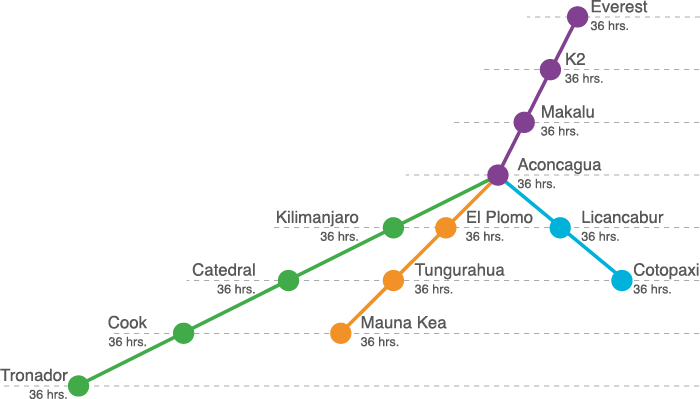 Everest
36 hrs.
K2
36 hrs.
Makalu
36 hrs.
Aconcagua
36 hrs.
Kilimanjaro
36 hrs.
El Plomo
36 hrs.
Licancabur
36 hrs.
Catedral
36 hrs.
Tungurahua
36 hrs.
Cotopaxi
36 hrs.
Cook
36 hrs.
Mauna Kea
36 hrs.
Tronador
36 hrs.